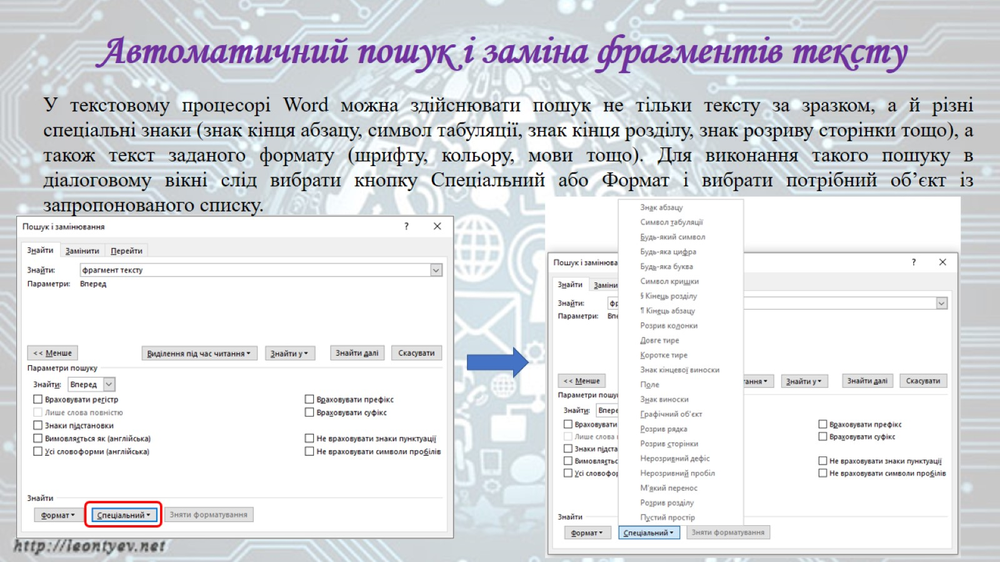 Автоматичний пошук і заміна фрагментів тексту
У текстовому процесорі Word можна здійснювати пошук не тільки тексту за зразком, а й різні
спеціальні знаки (знак кінця абзацу, символ табуляції, знак кінця розділу, знак розриву сторінки тощо), а
також текст заданого формату (шрифту, кольору, мови тощо). Для виконання такого пошуку в
діалоговому вікні слід вибрати кнопку Спеціальний або Формат і вибрати потрібний об’єкт із
запропонованого списку.
Пошук і замінювання ?
Знайти Замінити Перейти
Знайти: фрагмент тексту
Параметри: Вперед
<< Менше Виділення під час читання Знайти у Знайти далі Скасувати
Параметри пошуку
Знайти: Вперед
Враховувати регістр Враховувати префікс
Лише слова повністю Враховувати суфікс
Знаки підстановки
Вимовляється як (англійська) Не враховувати знаки пунктуації
Усі словоформи (англійська) Не враховувати символи пробілів
Знайти
Формат Спеціальний Зняти форматування
Пошук і замінюва ?
Знайти Заміни
Знайти: фр
Параметри: Впе
<< Менше тання Знайти у Знайти далі Скасувати
Параметри пошу
Знайти: Впере
Враховувати Враховувати префікс
Лише слова Враховувати суфікс
Знаки підста
Вимовляєтьс Не враховувати знаки пунктуації
Усі словофор Не враховувати символи пробілів
Знайти
Формат Спеціальний Зняти форматування
Знак абзацу
Символ табуляції
Будь-який символ
Будь-яка цифра
Будь-яка буква
Символ кришки
§ Кінець розділу
¶ Кінець абзацу
Розрив колонки
Довге тире
Коротке тире
Знак кінцевої виноски
Поле
Знак виноски
Графічний об'єкт
Розрив рядка
Розрив сторінки
Нерозривний дефіс
Нерозривний пробіл
М'який перенос
Розрив розділу
Пустий простір
http://leontyev.net